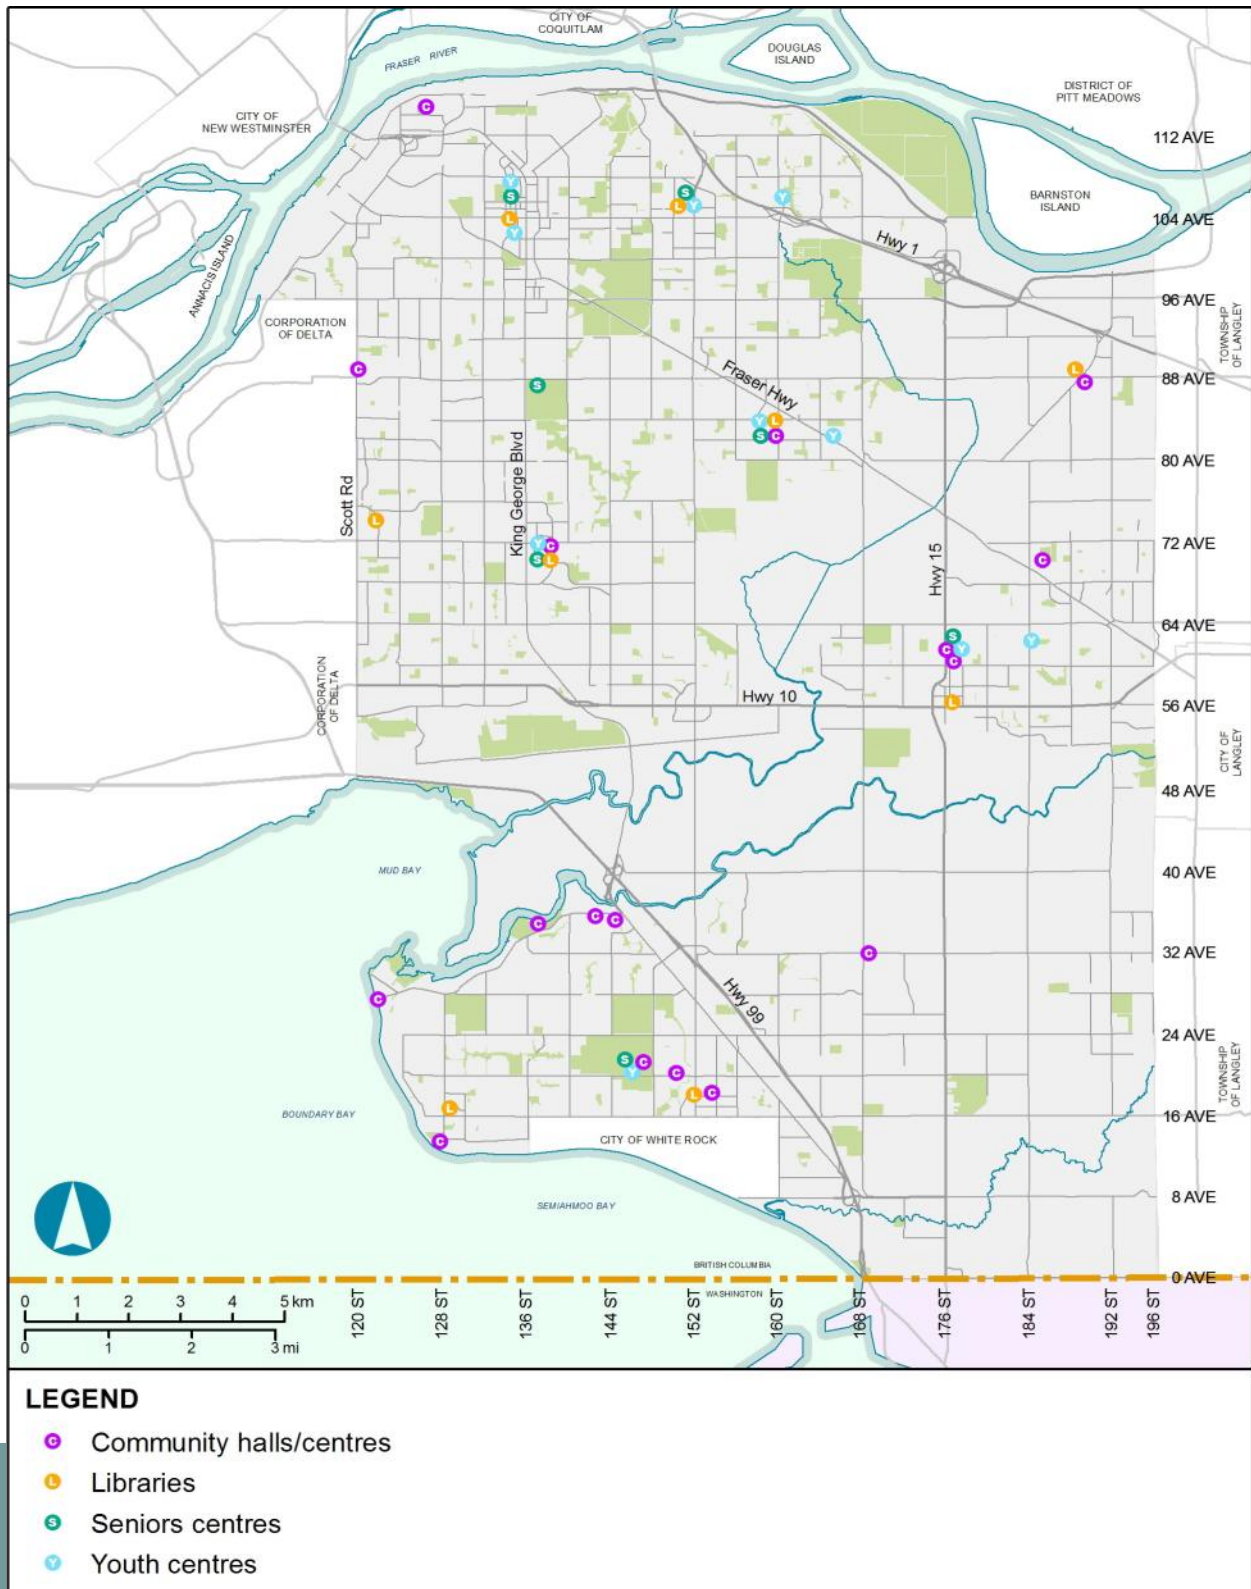 CITY OF
COQUITLAM
DOUGLAS
ISLAND
FRASER RIVER
DISTRICT OF
PITT MEADOWS
CITY OF
NEW WESTMINSTER
C
112 AVE
Y
S
S
Y
BARNSTON
ISLAND
L
Y
L
104 AVE
Y
Hwy 1
ANNACIS ISLAND
96 AVE
CORPORATION
OF DELTA
TOWNSHIP
OF LANGLEY
C
L
88 AVE
S
C
Fraser Hwy
Y
L
S
C
Y
King George Blvd
80 AVE
Scott Rd
L
Y
C
72 AVE
S
L
C
Hwy 15
64 AVE
S
Y
C
Y
C
CORPORATION
OF DELTA
Hwy 10
L
56 AVE
CITY OF
LANGLEY
48 AVE
MUD BAY
40 AVE
C
C
C
C
32 AVE
C
Hwy 99
24 AVE
S
C
Y
C
TOWNSHIP
OF LANGLEY
L
C
L
BOUNDARY BAY
16 AVE
C
CITY OF WHITE ROCK
8 AVE
SEMIAHMOO BAY
BRITISH COLUMBIA
0 AVE
WASHINGTON
0 1 2 3 4 5 km
0 1 2 3 mi
120 ST
128 ST
136 ST
144 ST
152 ST
160 ST
168 ST
176 ST
184 ST
192 ST
196 ST
LEGEND
C Community halls/centres
L Libraries
S Seniors centres
Y Youth centres